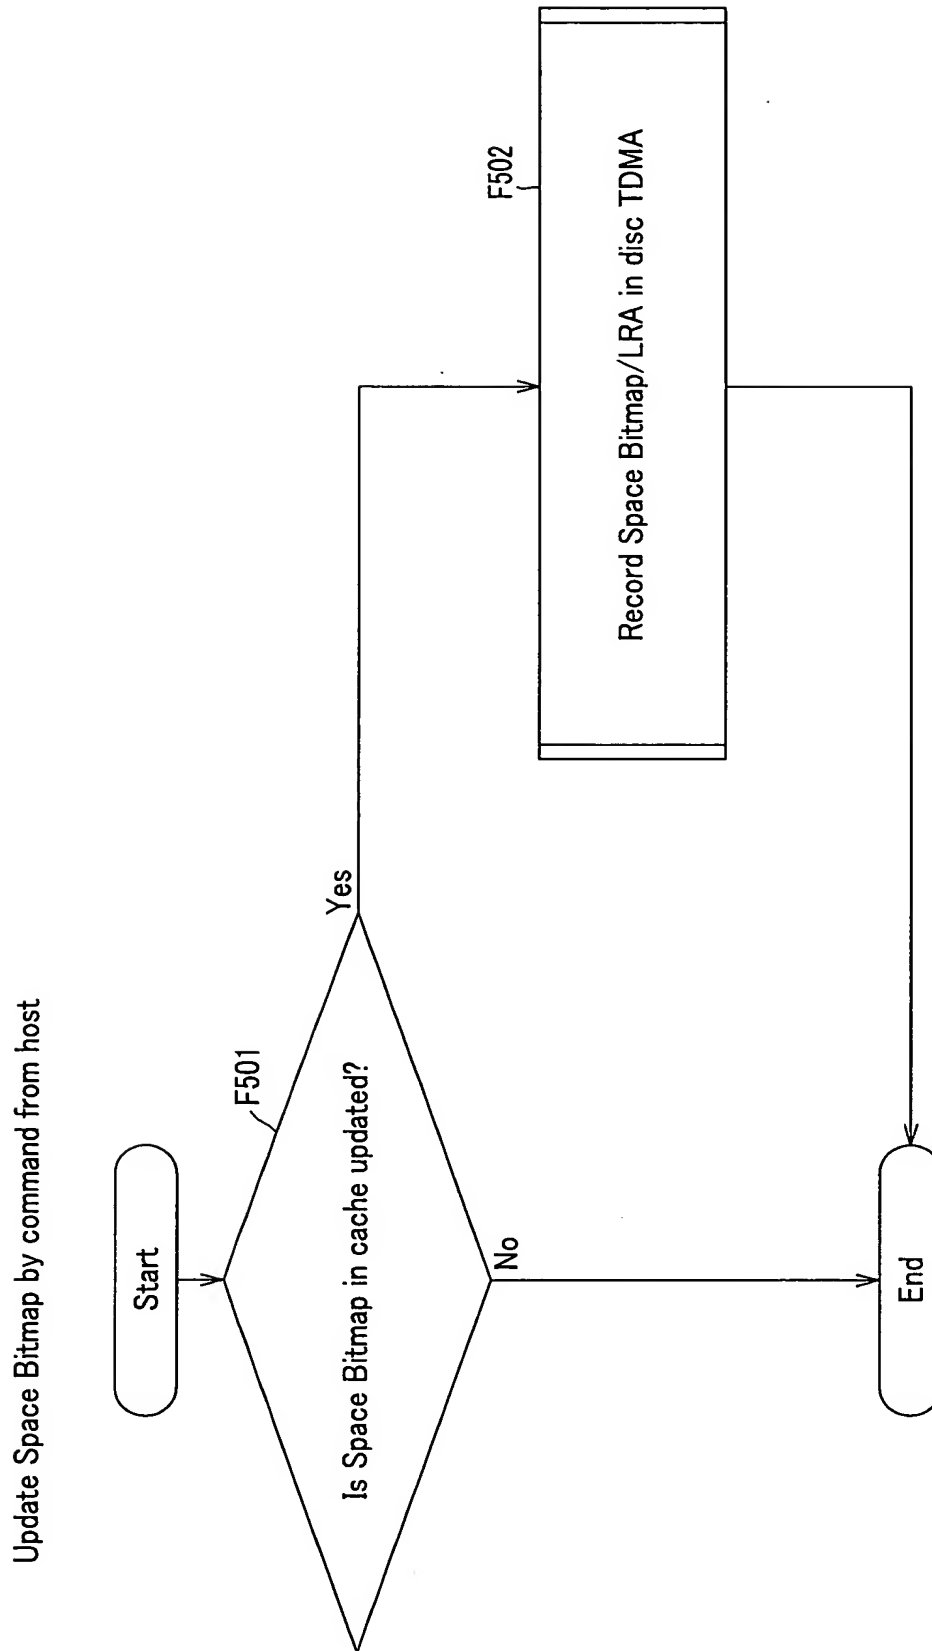 Update Space Bitmap by command from host
Start
F501
Is Space Bitmap in cache updated?
Yes
No
F502
Record Space Bitmap/LRA in disc TDMA
End